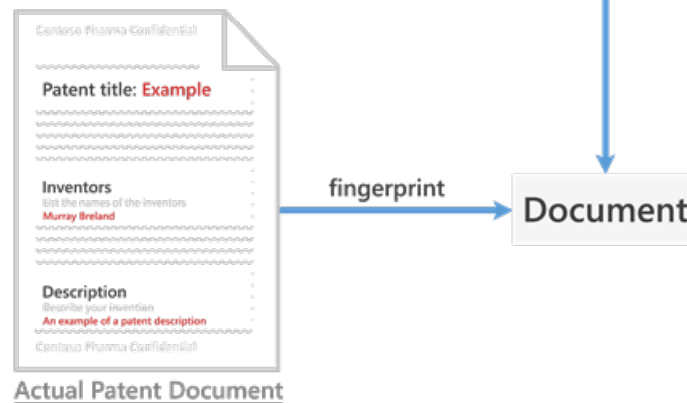 Contoso Pharma Confidential
Patent title: Example
Inventors
List the names of the inventors
Murray Breland
Description
Describe your invention
An example of a patent description
Contoso Pharma Confidential
Actual Patent Document
fingerprint
Document